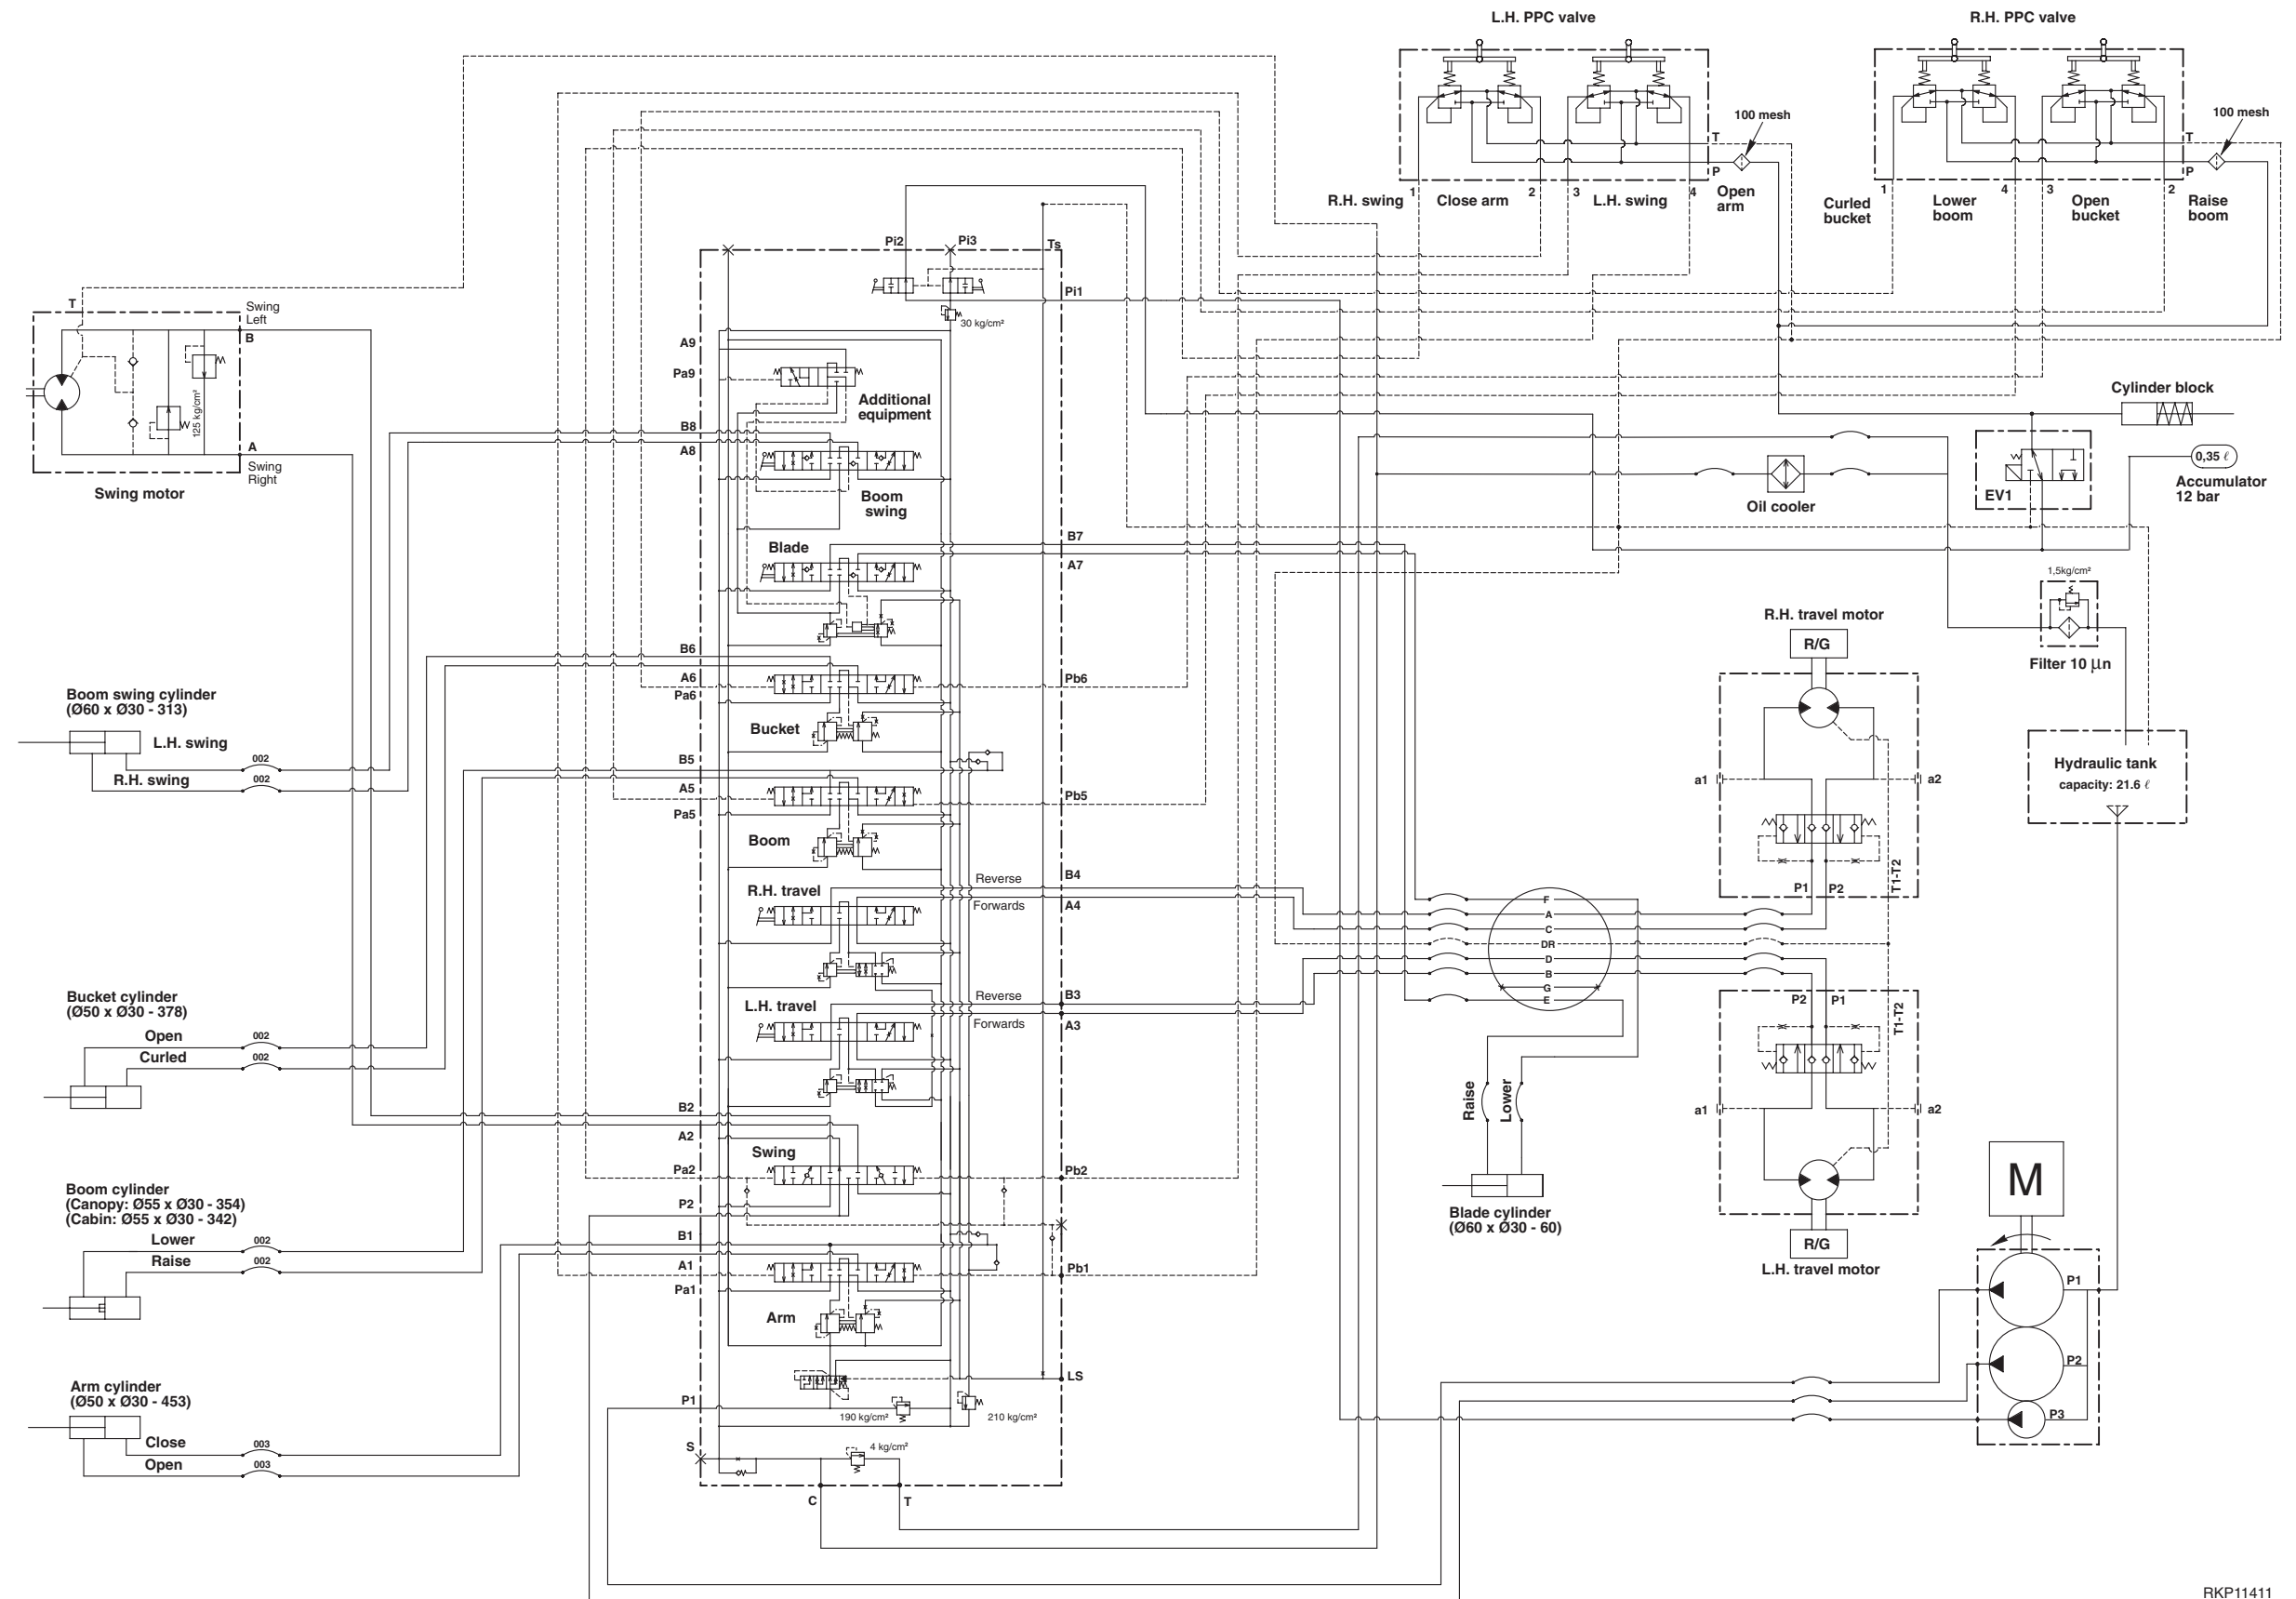 L.H. PPC valve
R.H. PPC valve
100 mesh
100 mesh
T
P
T
P
R.H. swing
1
Close arm
2
3
L.H. swing
4
Open
arm
Curled
bucket
1
Lower
boom
4
3
Open
bucket
2
Raise
boom
Pi2
Pi3
Ts
Pi1
30 kg/cm²
T
Swing
Left
B
125 kg/cm²
A
Swing
Right
Swing motor
A9
Pa9
Additional
equipment
B8
A8
Boom
swing
Blade
B7
A7
Cylinder block
EV1
0,35 ℓ
Accumulator
12 bar
Oil cooler
1,5kg/cm²
Filter 10 µn
Hydraulic tank
capacity: 21.6 ℓ
R.H. travel motor
R/G
a1
a2
P1
P2
T1-T2
B6
A6
Pa6
Pb6
Bucket
B5
A5
Pa5
Pb5
Boom
Boom swing cylinder
(Ø60 x Ø30 - 313)
L.H. swing
002
R.H. swing
002
R.H. travel
Reverse
B4
Forwards
A4
L.H. travel
Reverse
B3
Forwards
A3
F
A
C
DR
D
B
G
E
Bucket cylinder
(Ø50 x Ø30 - 378)
Open
002
Curled
002
P2
P1
T1-T2
a1
a2
R/G
L.H. travel motor
Raise
Lower
Blade cylinder
(Ø60 x Ø30 - 60)
B2
A2
Swing
Pa2
Pb2
P2
B1
A1
Pa1
Pb1
Arm
Boom cylinder
(Canopy: Ø55 x Ø30 - 354)
(Cabin: Ø55 x Ø30 - 342)
Lower
002
Raise
002
M
P1
P2
P3
LS
P1
190 kg/cm²
210 kg/cm²
S
4 kg/cm²
C
T
Arm cylinder
(Ø50 x Ø30 - 453)
Close
003
Open
003
RKP11411